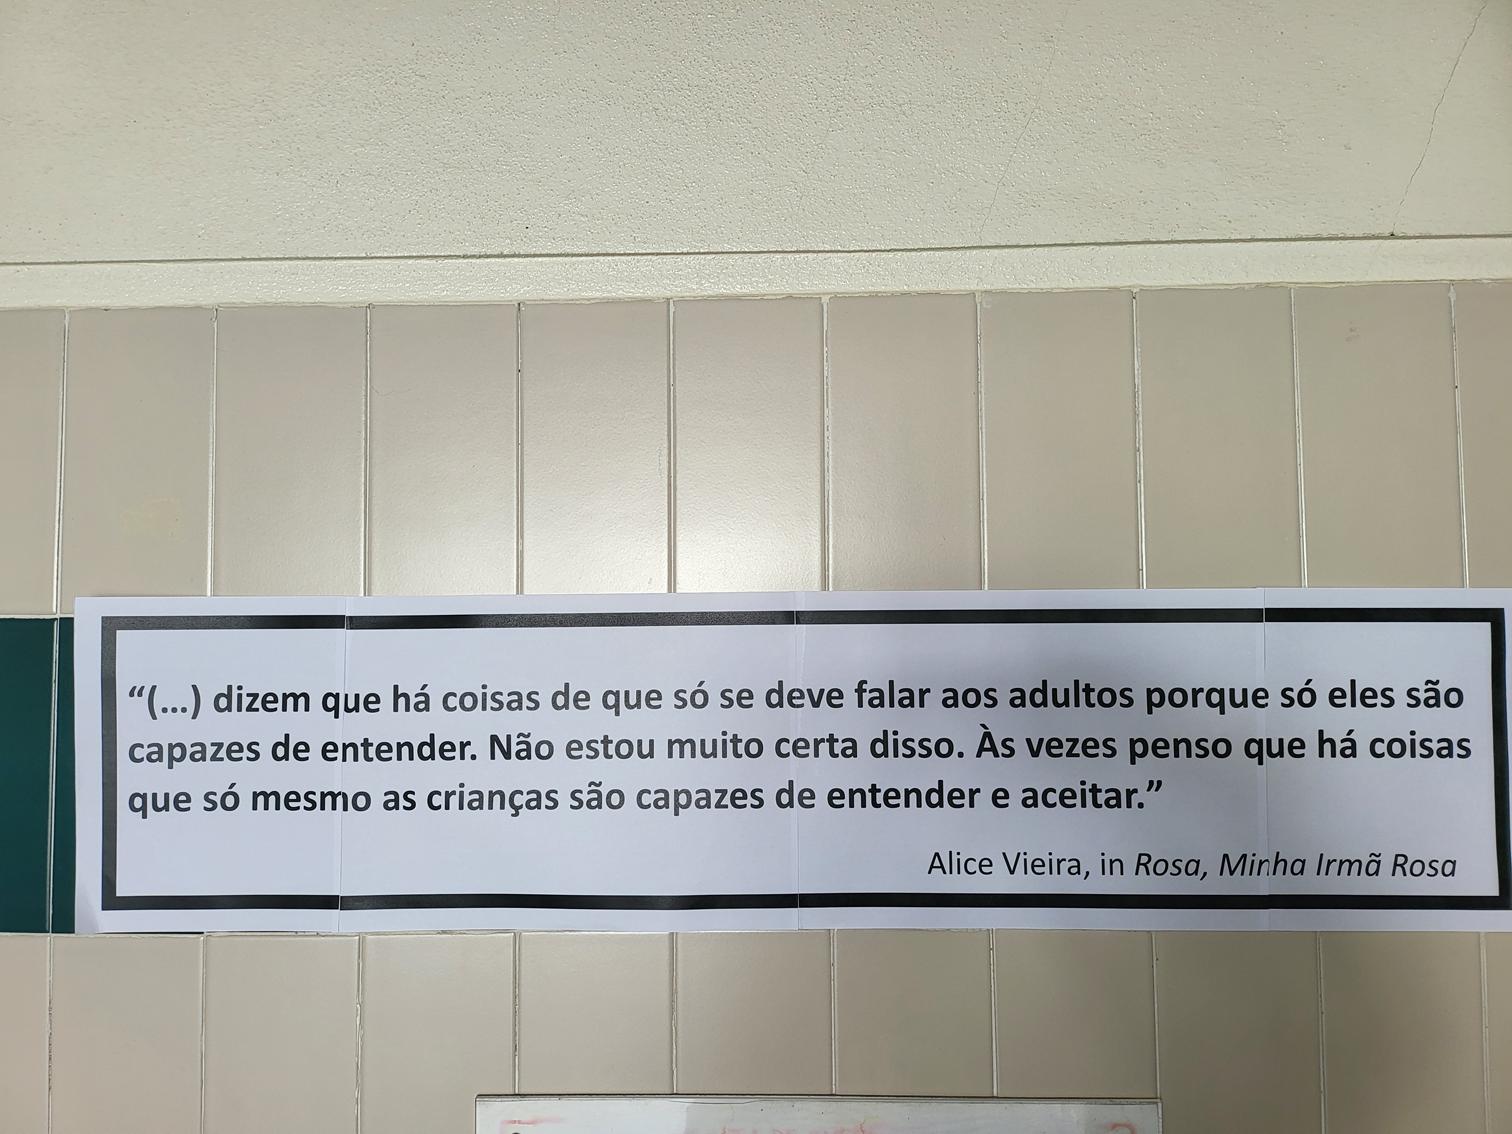 “(...) dizem que há coisas de que só se deve falar aos adultos porque só eles são
capazes de entender. Não estou muito certa disso. Às vezes penso que há coisas
que só mesmo as crianças são capazes de entender e aceitar.”
Alice Vieira, in Rosa, Minha Irmã Rosa